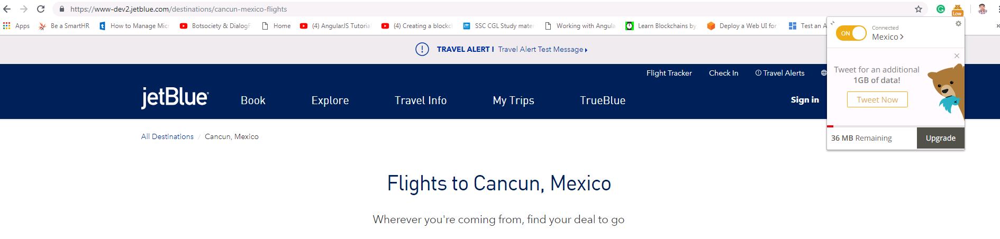 https://www-dev2.jetblue.com/destinations/cancun-mexico-flights
Low
Apps Be a SmartHR How to Manage Micr Botsociety & DialogF Home (4) AngularJS Tutorial (4) Creating a blockc SSC CGL Study mater Working with Angula Learn Blockchains by Deploy a Web UI for Test an A
ON Connected
Mexico
TRAVEL ALERT I Travel Alert Test Message
Tweet for an additional
1GB of data!
Tweet Now
36 MB Remaining Upgrade
Flight Tracker Check In Travel Alerts
jetBlue Book Explore Travel Info My Trips TrueBlue Sign in
All Destinations / Cancun, Mexico
Flights to Cancun, Mexico
Wherever you're coming from, find your deal to go